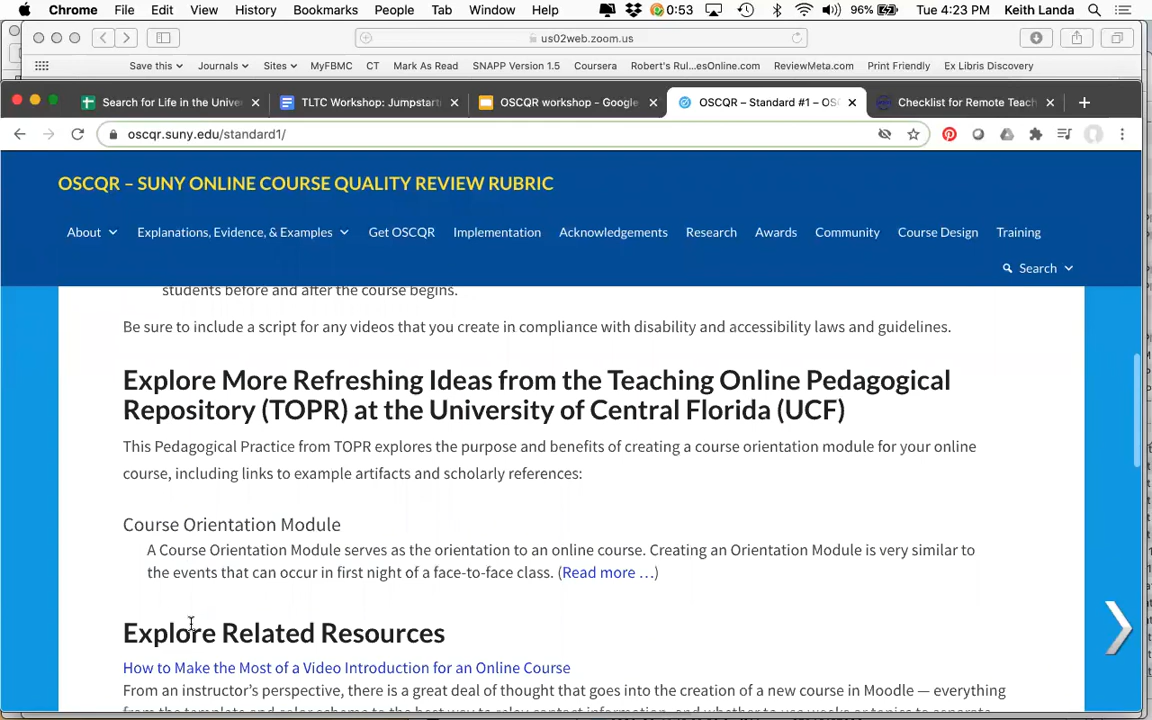 Chrome File Edit View History Bookmarks People Tab Window Help 0:53 96% Tue 4:23 PM Keith Landa
us02web.zoom.us
Save this Journals Sites MyFBMC CT Mark As Read SNAPP Version 1.5 Coursera Robert's Rul...esOnline.com ReviewMeta.com Print Friendly Ex Libris Discovery
Search for Life in the Unive TLTC Workshop: Jumpstart OSCQR workshop – Google OSCQR – Standard #1 – OS Checklist for Remote Teach
oscqr.suny.edu/standard1/
OSCQR – SUNY ONLINE COURSE QUALITY REVIEW RUBRIC
About Explanations, Evidence, & Examples Get OSCQR Implementation Acknowledgements Research Awards Community Course Design Training
Search
students before and after the course begins.
Be sure to include a script for any videos that you create in compliance with disability and accessibility laws and guidelines.
Explore More Refreshing Ideas from the Teaching Online Pedagogical
Repository (TOPR) at the University of Central Florida (UCF)
This Pedagogical Practice from TOPR explores the purpose and benefits of creating a course orientation module for your online
course, including links to example artifacts and scholarly references:
Course Orientation Module
A Course Orientation Module serves as the orientation to an online course. Creating an Orientation Module is very similar to
the events that can occur in first night of a face-to-face class. (Read more …)
Explore Related Resources
How to Make the Most of a Video Introduction for an Online Course
From an instructor's perspective, there is a great deal of thought that goes into the creation of a new course in Moodle — everything